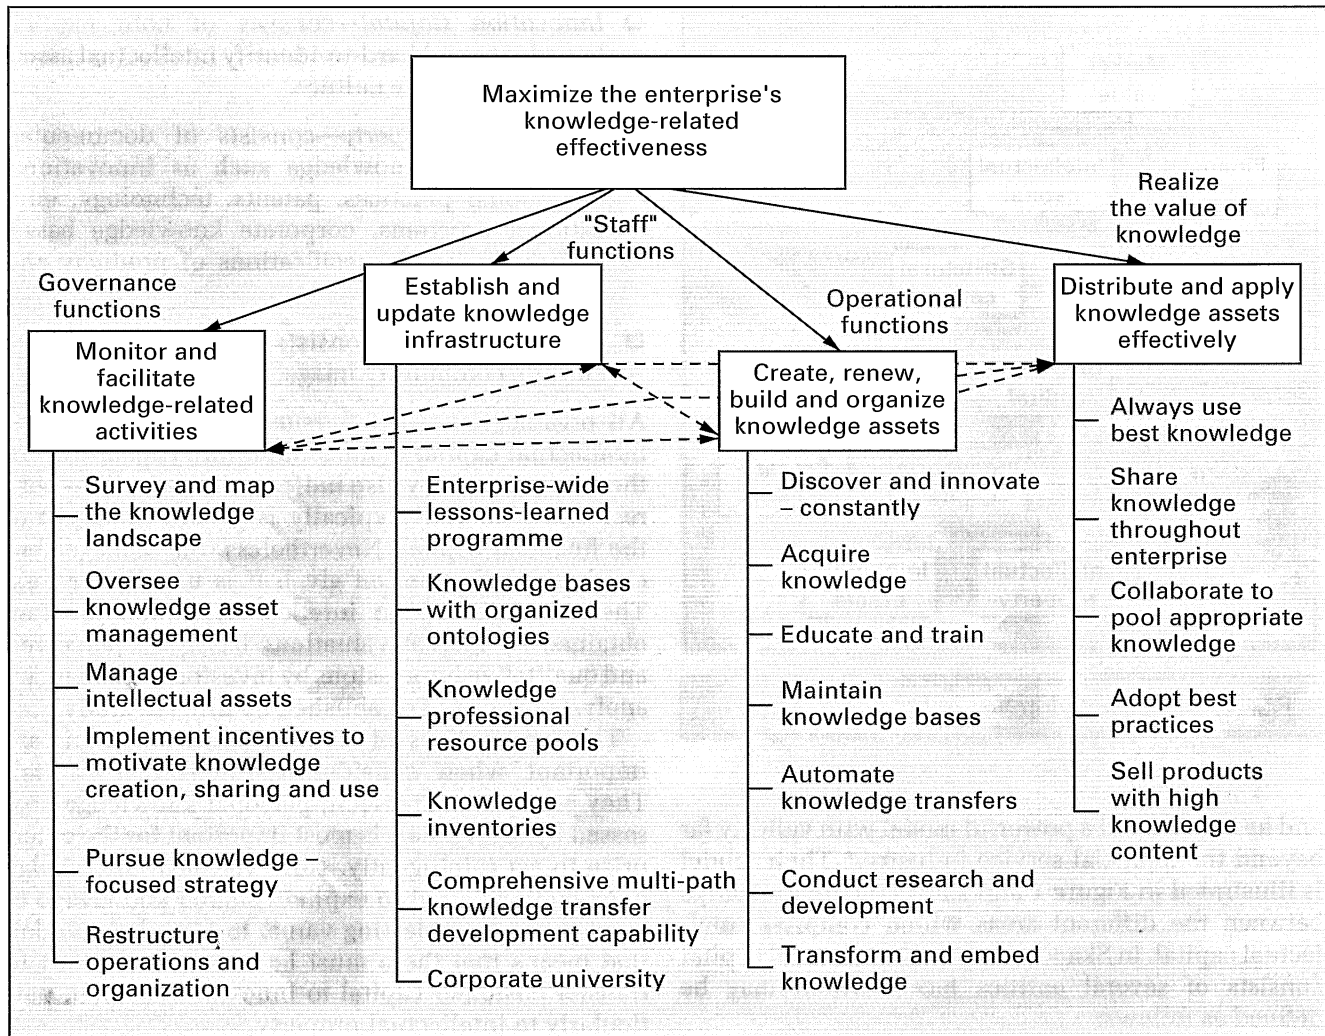 Maximize the enterprise's
knowledge-related
effectiveness
Governance
functions
Monitor and
facilitate
knowledge-related
activities
Survey and map
the knowledge
landscape
Oversee
knowledge asset
management
Manage
intellectual assets
Implement incentives to
motivate knowledge
creation, sharing and use
Pursue knowledge –
focused strategy
Restructure
operations and
organization
"Staff"
functions
Establish and
update knowledge
infrastructure
Enterprise-wide
lessons-learned
programme
Knowledge bases
with organized
ontologies
Knowledge
professional
resource pools
Knowledge
inventories
Comprehensive multi-path
knowledge transfer
development capability
Corporate university
Operational
functions
Create, renew,
build and organize
knowledge assets
Discover and innovate
– constantly
Acquire
knowledge
Educate and train
Maintain
knowledge bases
Automate
knowledge transfers
Conduct research and
development
Transform and embed
knowledge
Realize
the value of
knowledge
Distribute and apply
knowledge assets
effectively
Always use
best knowledge
Share
knowledge
throughout
enterprise
Collaborate to
pool appropriate
knowledge
Adopt best
practices
Sell products
with high
knowledge
content